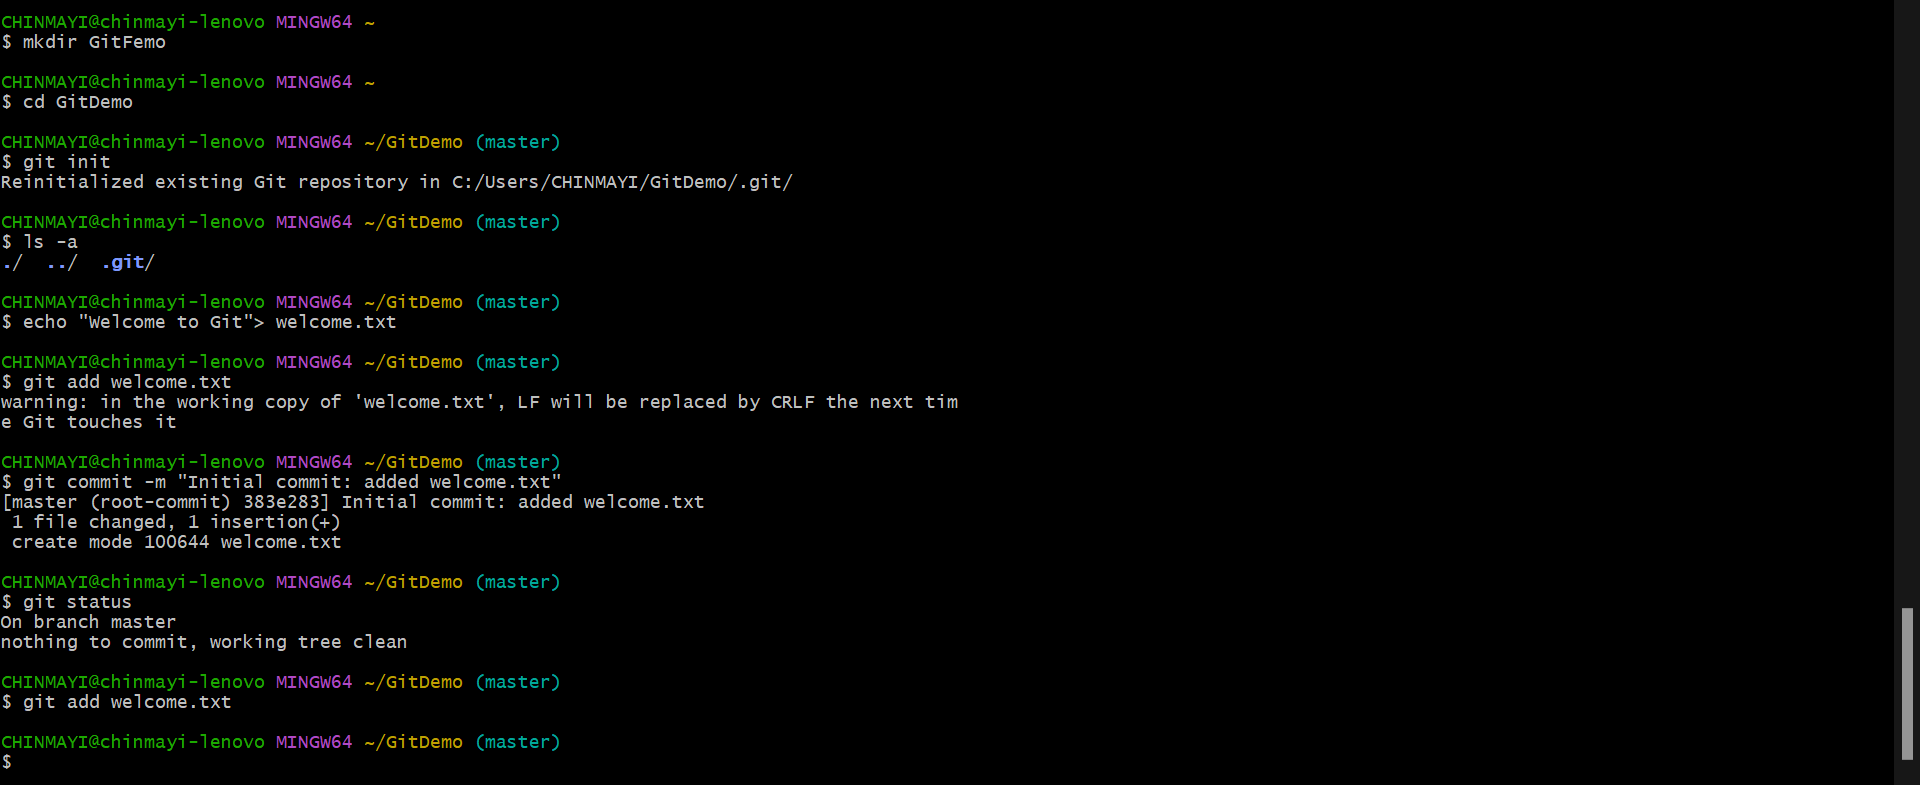 CHINMAYI@chinmayi-lenovo MINGW64 ~
$ mkdir GitFemo
CHINMAYI@chinmayi-lenovo MINGW64 ~
$ cd GitDemo
CHINMAYI@chinmayi-lenovo MINGW64 ~/GitDemo (master)
$ git init
Reinitialized existing Git repository in C:/Users/CHINMAYI/GitDemo/.git/
CHINMAYI@chinmayi-lenovo MINGW64 ~/GitDemo (master)
$ ls -a
./  ../  .git/
CHINMAYI@chinmayi-lenovo MINGW64 ~/GitDemo (master)
$ echo "Welcome to Git"> welcome.txt
CHINMAYI@chinmayi-lenovo MINGW64 ~/GitDemo (master)
$ git add welcome.txt
warning: in the working copy of 'welcome.txt', LF will be replaced by CRLF the next tim
e Git touches it
CHINMAYI@chinmayi-lenovo MINGW64 ~/GitDemo (master)
$ git commit -m "Initial commit: added welcome.txt"
[master (root-commit) 383e283] Initial commit: added welcome.txt
 1 file changed, 1 insertion(+)
 create mode 100644 welcome.txt
CHINMAYI@chinmayi-lenovo MINGW64 ~/GitDemo (master)
$ git status
On branch master
nothing to commit, working tree clean
CHINMAYI@chinmayi-lenovo MINGW64 ~/GitDemo (master)
$ git add welcome.txt
CHINMAYI@chinmayi-lenovo MINGW64 ~/GitDemo (master)
$